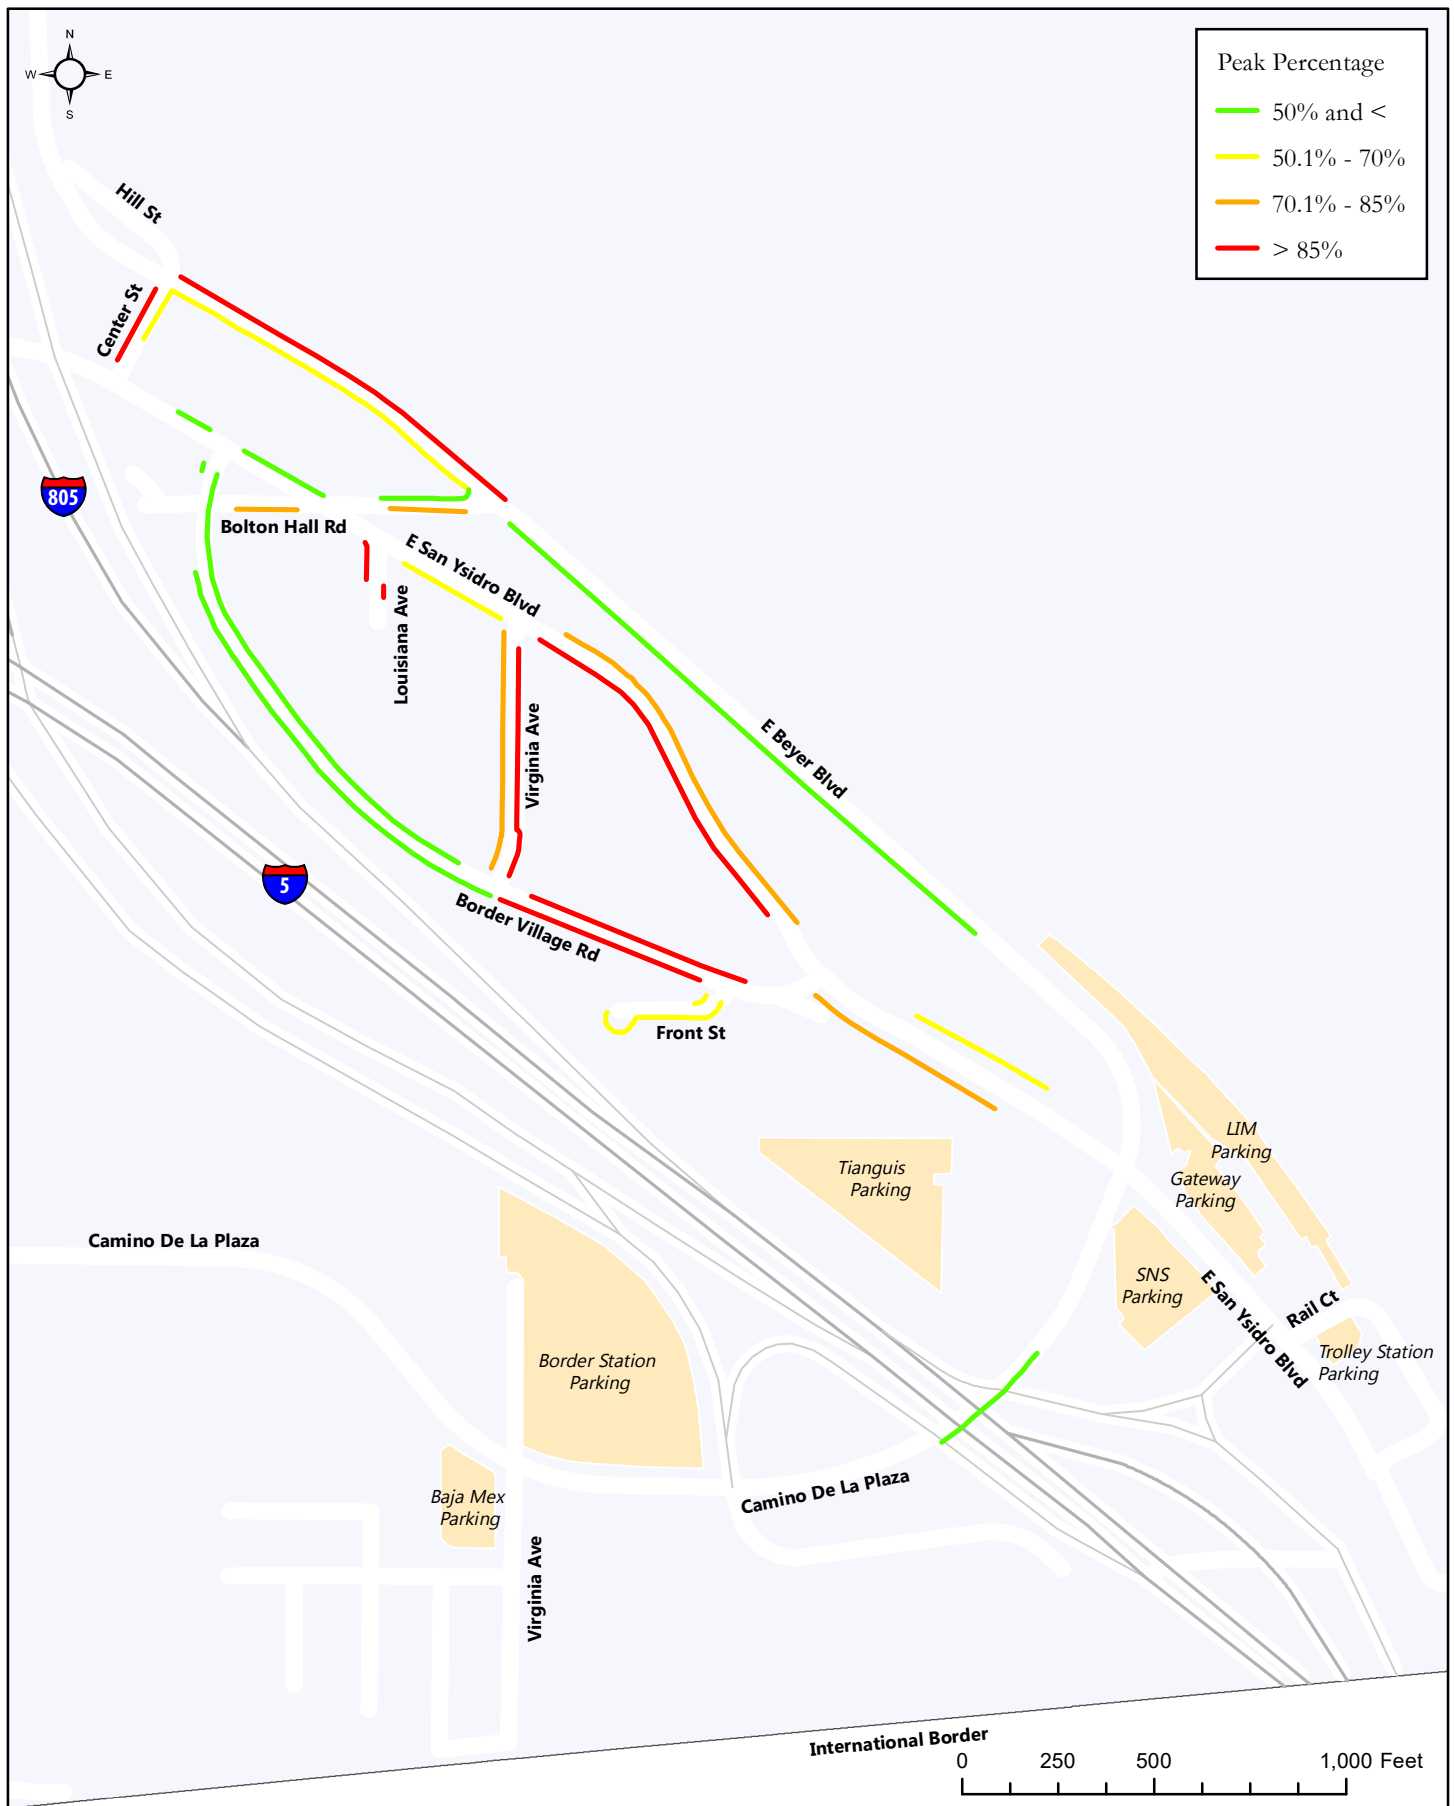 N
W E
S
Peak Percentage
50% and <
50.1% - 70%
70.1% - 85%
> 85%
Hill St
Center St
805
Bolton Hall Rd
E San Ysidro Blvd
Louisiana Ave
Virginia Ave
E Beyer Blvd
5
Border Village Rd
Front St
LIM
Parking
Tianguis
Parking
Gateway
Parking
Camino De La Plaza
SNS
Parking
E San Ysidro Blvd
Rail Ct
Trolley Station
Parking
Border Station
Parking
Baja Mex
Parking
Camino De La Plaza
Virginia Ave
International Border
0 250 500 1,000 Feet